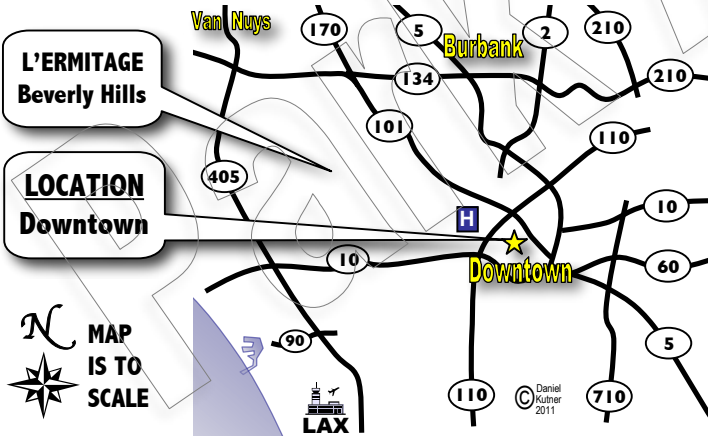 Van Nuys
170
5
Burbank
2
210
L'ERMITAGE
Beverly Hills
134
210
101
110
LOCATION
Downtown
405
H
10
10
Downtown
60
N
MAP
IS TO
SCALE
90
5
LAX
110
© Daniel
Kutner
2011
710